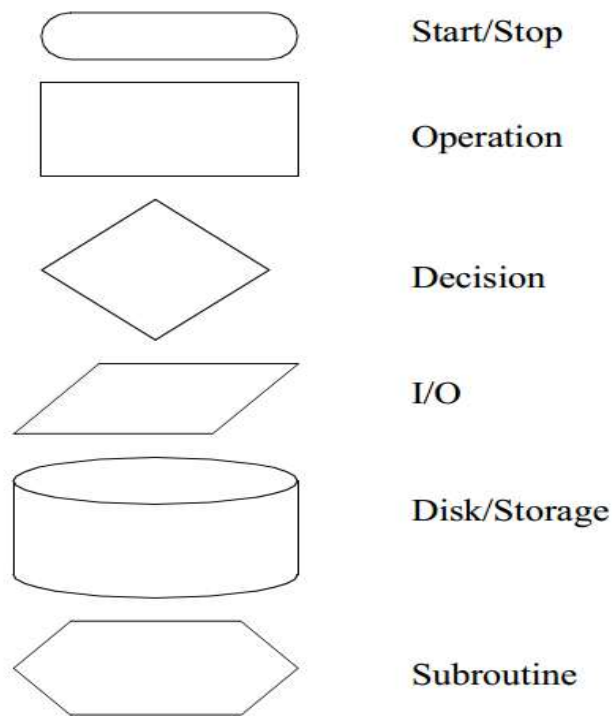 Start/Stop
Operation
Decision
I/O
Disk/Storage
Subroutine